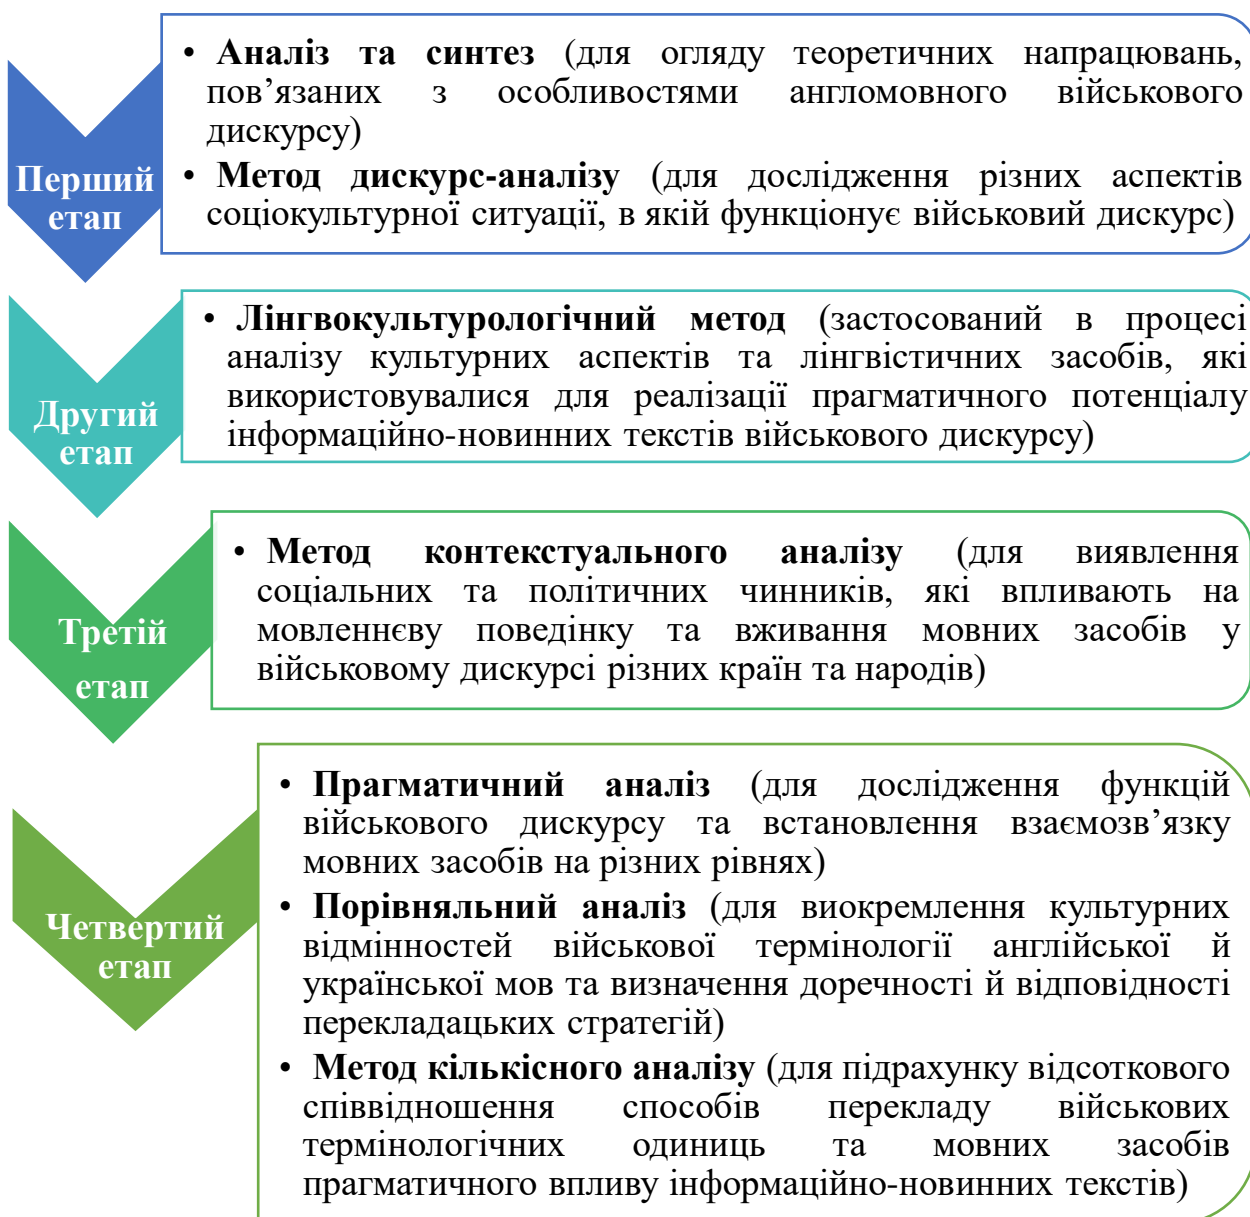 Перший
етап
• Аналіз та синтез (для огляду теоретичних напрацювань,
пов’язаних з особливостями англомовного військового
дискурсу)
• Метод дискурс-аналізу (для дослідження різних аспектів
соціокультурної ситуації, в якій функціонує військовий дискурс)
Другий
етап
• Лінгвокультурологічний метод (застосований в процесі
аналізу культурних аспектів та лінгвістичних засобів, які
використовувалися для реалізації прагматичного потенціалу
інформаційно-новинних текстів військового дискурсу)
Третій
етап
• Метод контекстуального аналізу (для виявлення
соціальних та політичних чинників, які впливають на
мовленнєву поведінку та вживання мовних засобів у
військовому дискурсі різних країн та народів)
Четвертий
етап
• Прагматичний аналіз (для дослідження функцій
військового дискурсу та встановлення взаємозв’язку
мовних засобів на різних рівнях)
• Порівняльний аналіз (для виокремлення культурних
відмінностей військової термінології англійської й
української мов та визначення доречності й відповідності
перекладацьких стратегій)
• Метод кількісного аналізу (для підрахунку відсоткового
співвідношення способів перекладу військових
термінологічних одиниць та мовних засобів
прагматичного впливу інформаційно-новинних текстів)